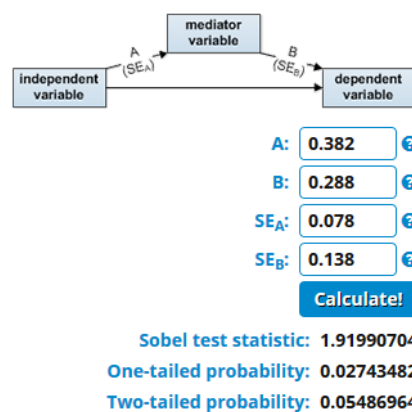 mediator
variable
A
(SEA)
B
(SEB)
independent
variable
dependent
variable
A: 0.382 ?
B: 0.288 ?
SEA: 0.078 ?
SEB: 0.138 ?
Calculate!
Sobel test statistic: 1.91990704
One-tailed probability: 0.02743482
Two-tailed probability: 0.05486964